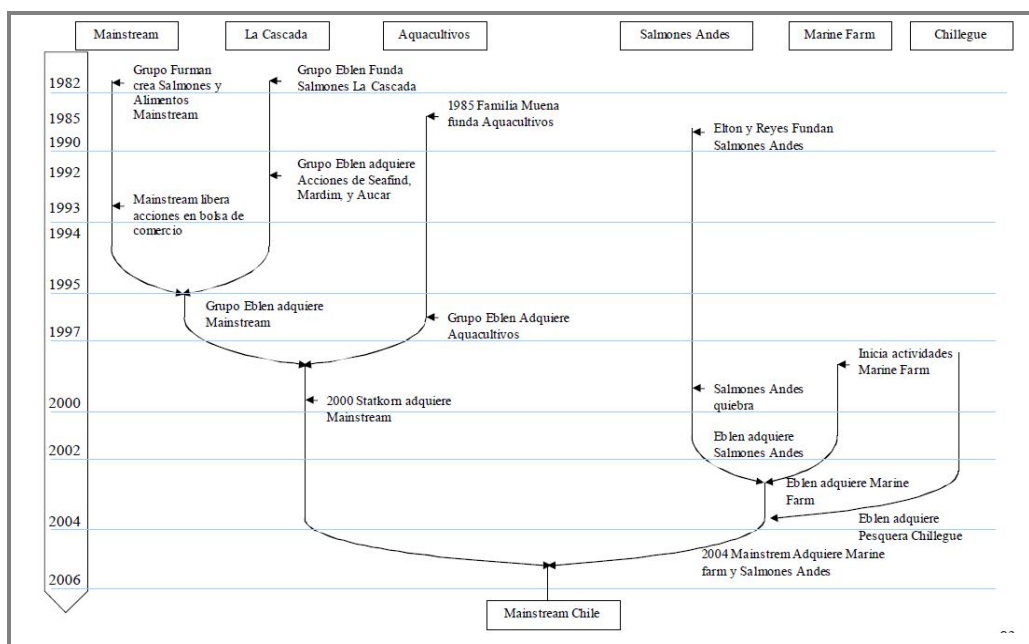 Mainstream
La Cascada
Aquacultivos
Salmones Andes
Marine Farm
Chillegue
1982
1985
1990
1992
1993
1994
1995
1997
2000
2002
2004
2006
Grupo Furman
crea Salmones y
Alimentos
Mainstream
Grupo Eblen Funda
Salmones La Cascada
1985 Familia Muena
funda Aquacultivos
Elton y Reyes Fundan
Salmones Andes
Grupo Eblen adquiere
Acciones de Seafind,
Mardim, y Aucar
Mainstream libera
acciones en bolsa de
comercio
Grupo Eblen adquiere
Mainstream
Grupo Eblen Adquiere
Aquacultivos
Inicia actividades
Marine Farm
2000 Statkorn adquiere
Mainstream
Salmones Andes
quiebra
Eblen adquiere
Salmones Andes
Eblen adquiere Marine
Farm
Eblen adquiere
Pesquera Chillegue
2004 Mainstrem Adquiere Marine
farm y Salmones Andes
Mainstream Chile